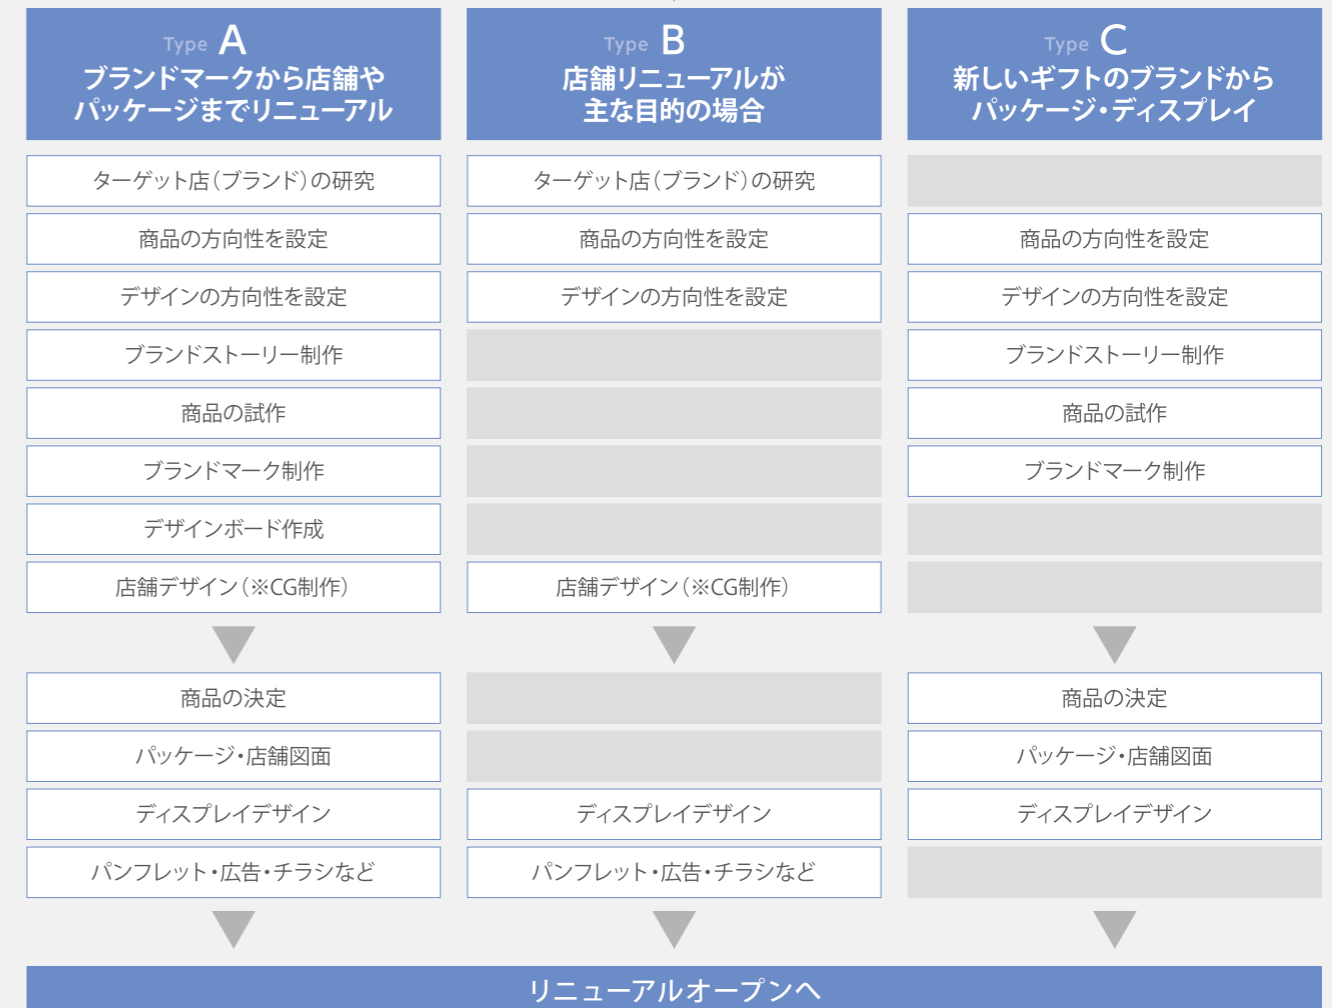 Type A
ブランドマークから店舗や
パッケージまでリニューアル
ターゲット店（ブランド）の研究
商品の方向性を設定
デザインの方向性を設定
ブランドストーリー制作
商品の試作
ブランドマーク制作
デザインボード作成
店舗デザイン（※CG制作）
商品の決定
パッケージ・店舗図面
ディスプレイデザイン
パンフレット・広告・チラシなど
Type B
店舗リニューアルが
主な目的の場合
ターゲット店（ブランド）の研究
商品の方向性を設定
デザインの方向性を設定
店舗デザイン（※CG制作）
ディスプレイデザイン
パンフレット・広告・チラシなど
Type C
新しいギフトのブランドから
パッケージ・ディスプレイ
商品の方向性を設定
デザインの方向性を設定
ブランドストーリー制作
商品の試作
ブランドマーク制作
商品の決定
パッケージ・店舗図面
ディスプレイデザイン
リニューアルオープンへ